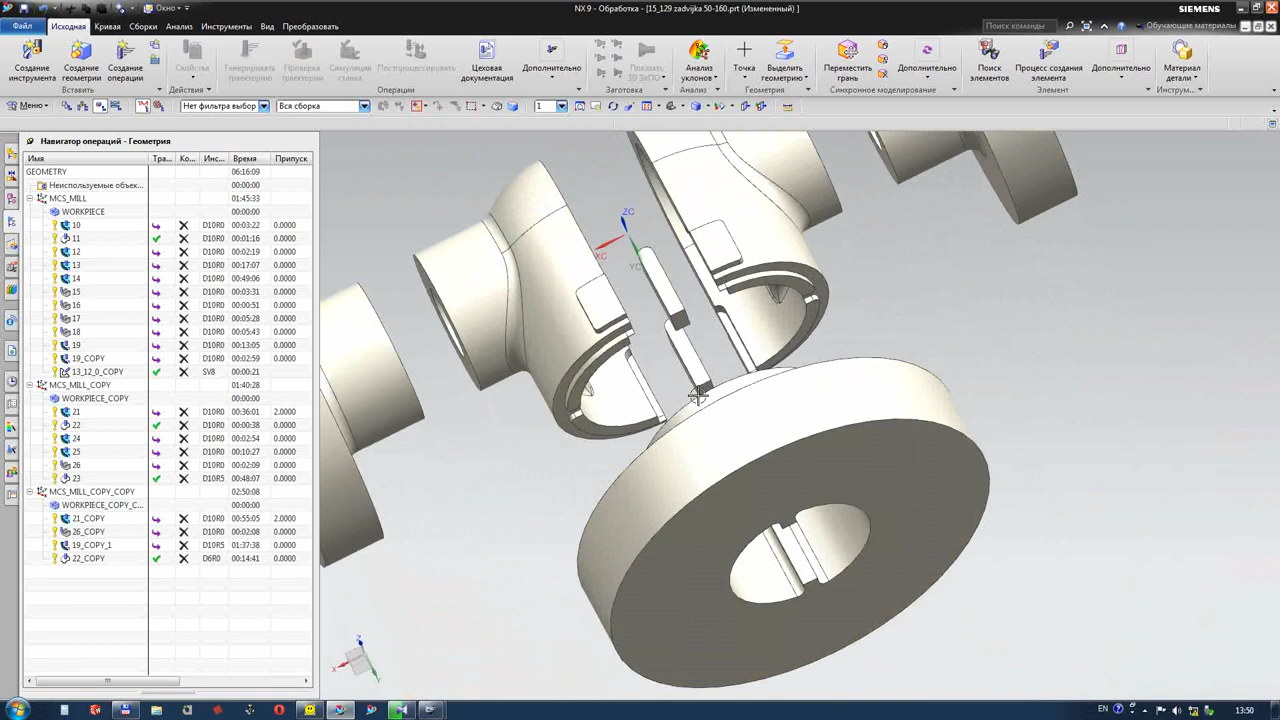 Окно
NX 9 - Обработка - [15_129 zadvijka 50-160.prt (Измененный) ]
SIEMENS
Файл Исходная Кривая Сборки Анализ Инструменты Вид Преобразовать
Поиск команды
Обучающие материалы
Создание инструмента
Создание геометрии
Создание операции
Свойства
Генерировать траекторию
Проверка траектории
Симуляция станка
Постпроцессировать
Цеховая документация
Дополнительно
Показать 3D ЗзПО
Анализ уклонов
Точка
Выделить геометрию
Переместить грань
Дополнительно
Поиск элементов
Процесс создания элемента
Дополнительно
Материал детали
Вставить Действия Операции Заготовка Анализ Геометрия Синхронное моделирование Элемент Инструм...
Меню Нет фильтра выбор Вся сборка 1
Навигатор операций - Геометрия
Имя Тра... Ко... Инс... Время Припуск
GEOMETRY 06:16:09
Неиспользуемые объек... 00:00:00
MCS_MILL 01:45:33
WORKPIECE 00:00:00
10 D10R0 00:03:22 0.0000
11 D10R0 00:01:16 0.0000
12 D10R0 00:02:19 0.0000
13 D10R0 00:17:07 0.0000
14 D10R0 00:49:06 0.0000
15 D10R0 00:03:31 0.0000
16 D10R0 00:00:51 0.0000
17 D10R0 00:05:28 0.0000
18 D10R0 00:05:43 0.0000
19 D10R0 00:13:05 0.0000
19_COPY D10R0 00:02:59 0.0000
13_12_0_COPY SV8 00:00:21
MCS_MILL_COPY 01:40:28
WORKPIECE_COPY 00:00:00
21 D10R0 00:36:01 2.0000
22 D10R0 00:00:38 0.0000
24 D10R0 00:02:54 0.0000
25 D10R0 00:10:27 0.0000
26 D10R0 00:02:09 0.0000
23 D10R5 00:48:07 0.0000
MCS_MILL_COPY_COPY 02:50:08
WORKPIECE_COPY_C... 00:00:00
21_COPY D10R0 00:55:05 2.0000
26_COPY D10R0 00:02:08 0.0000
19_COPY_1 D10R5 01:37:38 0.0000
22_COPY D6R0 00:14:41 0.0000
ZC
XC
YC
Z
X
Y
EN
13:50